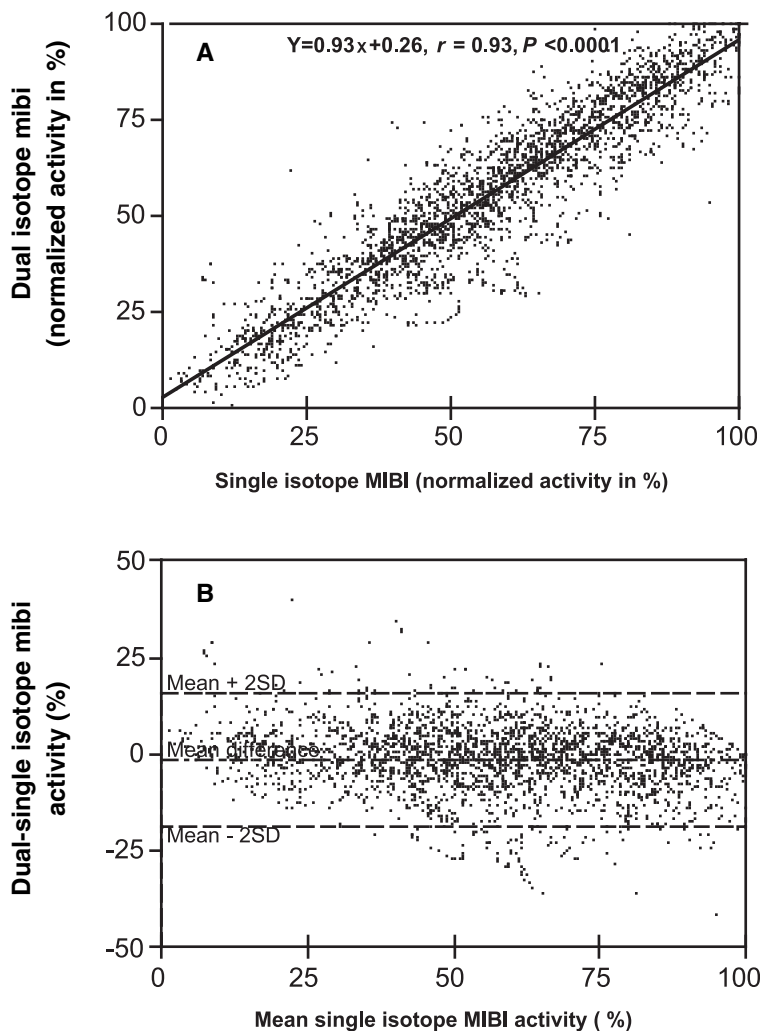 A
Y=0.93x+0.26, r = 0.93, P <0.0001
Dual isotope mibi
(normalized activity in %)
100
75
50
25
0
0 25 50 75 100
Single isotope MIBI (normalized activity in %)
B
Dual-single isotope mibi
activity (%)
50
25
0
-25
-50
Mean + 2SD
Mean difference
Mean - 2SD
0 25 50 75 100
Mean single isotope MIBI activity ( %)